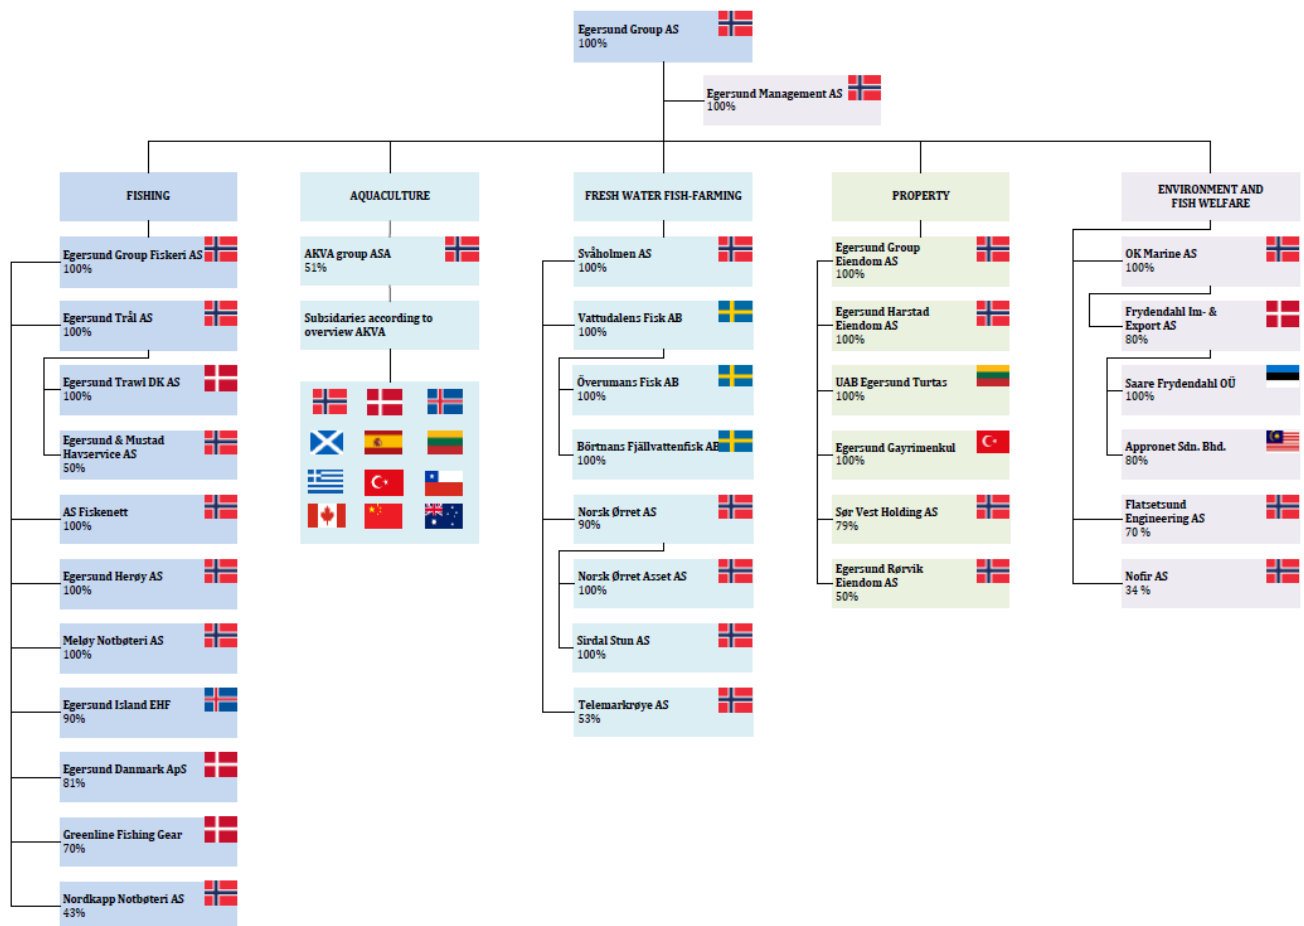 Egersund Group AS
100%
Egersund Management AS
100%
FISHING
Egersund Group Fiskeri AS
100%
Egersund Trål AS
100%
Egersund Trawl DK AS
100%
Egersund & Mustad
Havservice AS
50%
AS Fiskenett
100%
Egersund Herøy AS
100%
Meløy Notbøteri AS
100%
Egersund Island EHF
90%
Egersund Danmark ApS
81%
Greenline Fishing Gear
70%
Nordkapp Notbøteri AS
43%
AQUACULTURE
AKVA group ASA
51%
Subsidaries according to
overview AKVA
FRESH WATER FISH-FARMING
Svåholmen AS
100%
Vattudalens Fisk AB
100%
Överumans Fisk AB
100%
Börtnans Fjällvattenfisk AB
100%
Norsk Ørret AS
90%
Norsk Ørret Asset AS
100%
Sirdal Stun AS
100%
Telemarkrøye AS
53%
PROPERTY
Egersund Group
Eiendom AS
100%
Egersund Harstad
Eiendom AS
100%
UAB Egersund Turtas
100%
Egersund Gayrimenkul
100%
Sør Vest Holding AS
79%
Egersund Rørvik
Eiendom AS
50%
ENVIRONMENT AND
FISH WELFARE
OK Marine AS
100%
Frydendahl Im- &
Export AS
80%
Saare Frydendahl OÜ
100%
Appronet Sdn. Bhd.
80%
Flatsetsund
Engineering AS
70 %
Nofir AS
34 %